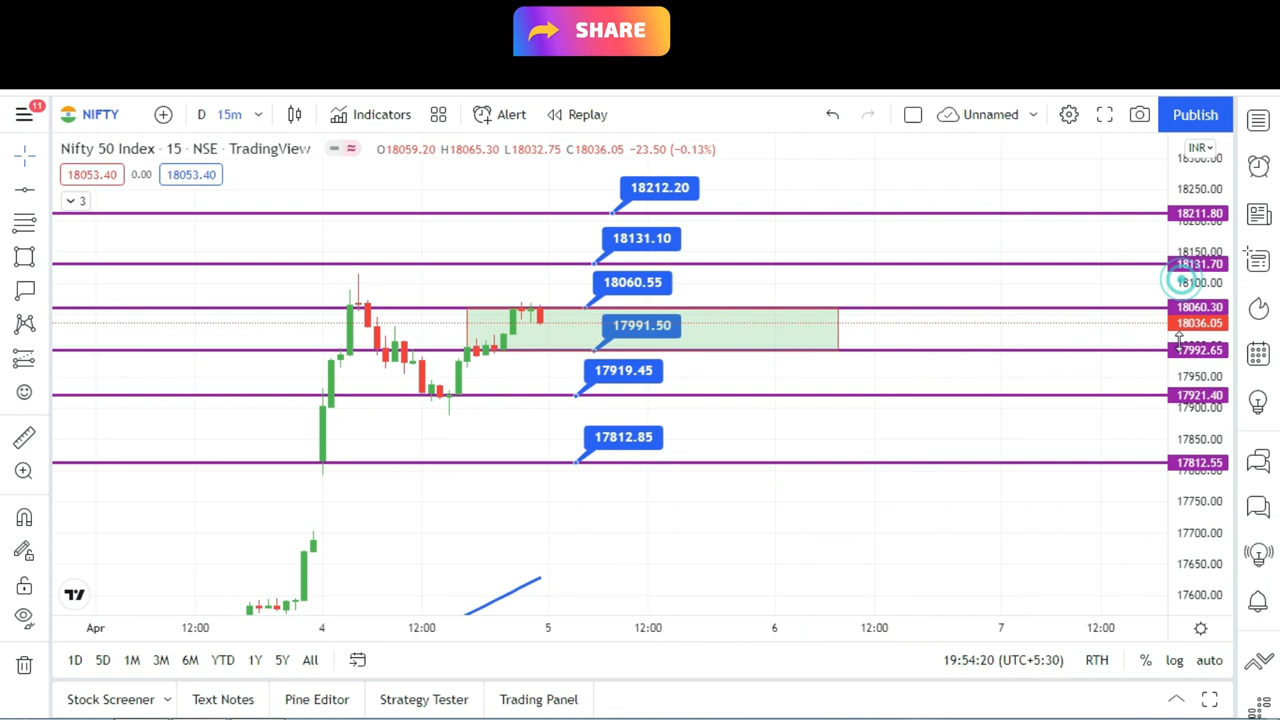 SHARE
11
NIFTY
D
15m
Indicators
Alert
Replay
Unnamed
Publish
Nifty 50 Index · 15 · NSE · TradingView
O18059.20 H18065.30 L18032.75 C18036.05 −23.50 (−0.13%)
INR
18053.40
0.00
18053.40
3
18212.20
18131.10
18060.55
17991.50
17919.45
17812.85
18250.00
18211.80
18150.00
18131.70
18100.00
18060.30
18036.05
17992.65
17950.00
17921.40
17900.00
17850.00
17812.55
17750.00
17700.00
17650.00
17600.00
Apr
12:00
4
12:00
5
12:00
6
12:00
7
12:00
1D 5D 1M 3M 6M YTD 1Y 5Y All
19:54:20 (UTC+5:30)
RTH
% log auto
Stock Screener
Text Notes
Pine Editor
Strategy Tester
Trading Panel